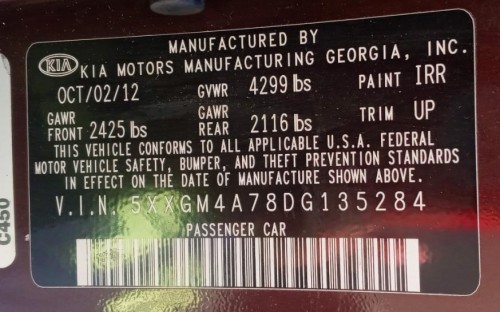 MANUFACTURED BY
KIA KIA MOTORS MANUFACTURING GEORGIA, INC.
OCT/02/12 GVWR 4299 lbs PAINT IRR
GAWR FRONT 2425 lbs GAWR REAR 2116 lbs TRIM UP
THIS VEHICLE CONFORMS TO ALL APPLICABLE U.S.A. FEDERAL
MOTOR VEHICLE SAFETY, BUMPER, AND THEFT PREVENTION STANDARDS
IN EFFECT ON THE DATE OF MANUFACTURE SHOWN ABOVE.
V.I.N. 5XXGM4A78DG135284
PASSENGER CAR
C450